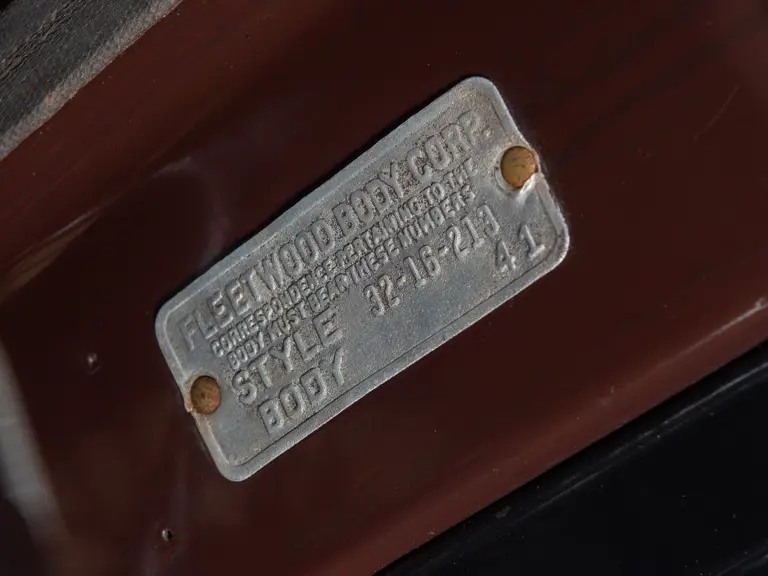 FLEETWOOD BODY CORP.
CORRESPONDENCE PERTAINING TO THE
BODY MUST BEAR THESE NUMBERS
STYLE 32-16-213
BODY 41